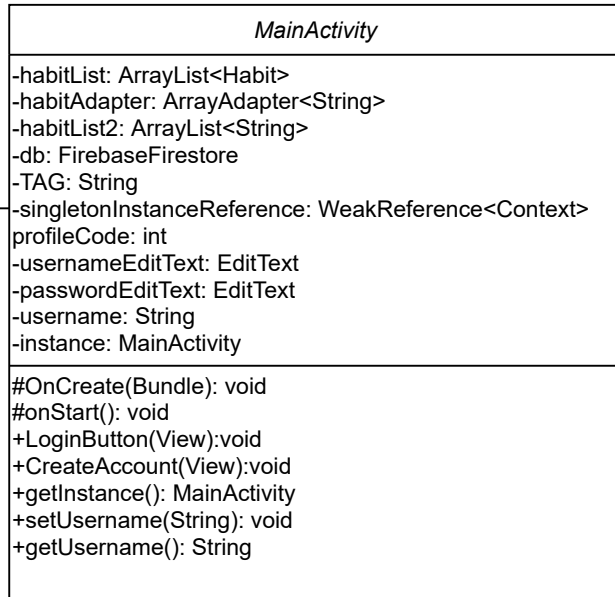 MainActivity
-habitList: ArrayList<Habit>
-habitAdapter: ArrayAdapter<String>
-habitList2: ArrayList<String>
-db: FirebaseFirestore
-TAG: String
-singletonInstanceReference: WeakReference<Context>
profileCode: int
-usernameEditText: EditText
-passwordEditText: EditText
-username: String
-instance: MainActivity
#OnCreate(Bundle): void
#onStart(): void
+LoginButton(View):void
+CreateAccount(View):void
+getInstance(): MainActivity
+setUsername(String): void
+getUsername(): String